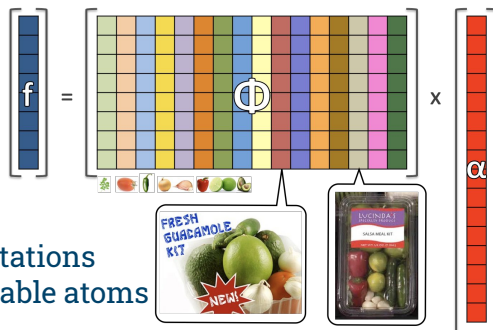 f = Φ x α
FRESH
GUACAMOLE
KIT
NEW!
LUCINDA'S
SALSA MEAL KIT
tations
able atoms